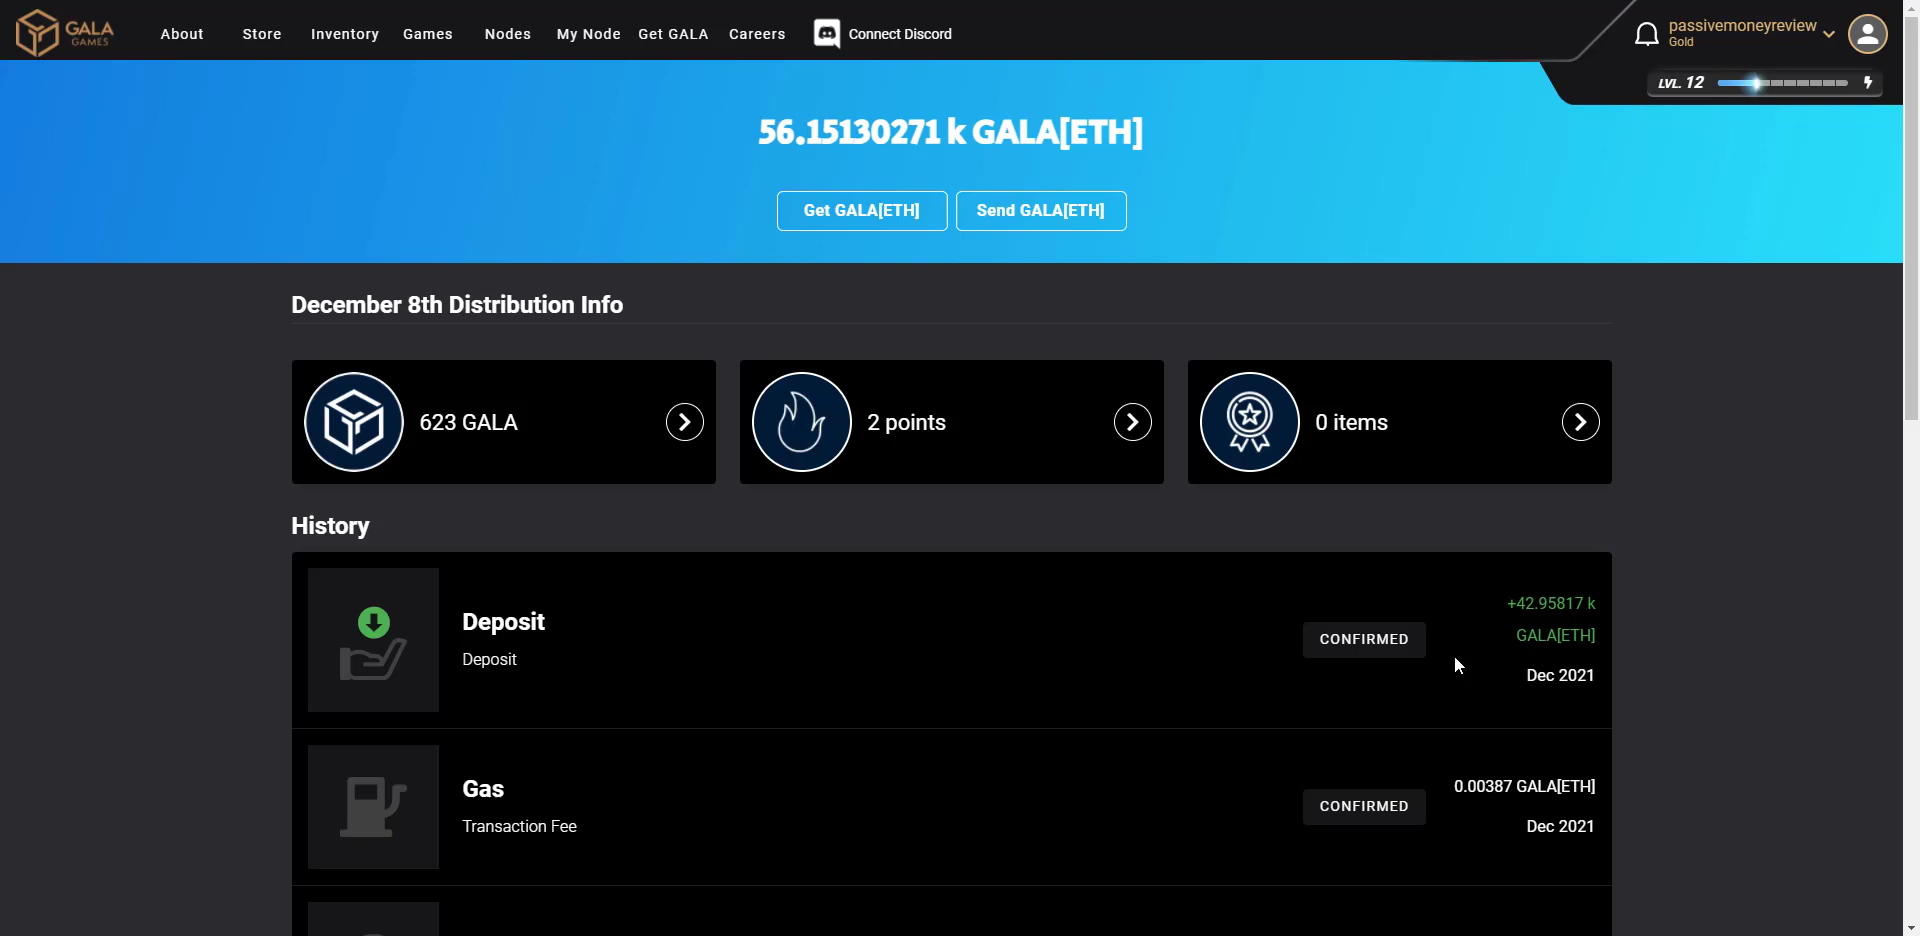 GALA GAMES
About Store Inventory Games Nodes My Node Get GALA Careers Connect Discord
passivemoneyreview
Gold
LVL. 12
56.15130271 k GALA[ETH]
Get GALA[ETH] Send GALA[ETH]
December 8th Distribution Info
623 GALA 2 points 0 items
History
Deposit
Deposit
CONFIRMED
+42.95817 k
GALA[ETH]
Dec 2021
Gas
Transaction Fee
CONFIRMED
0.00387 GALA[ETH]
Dec 2021